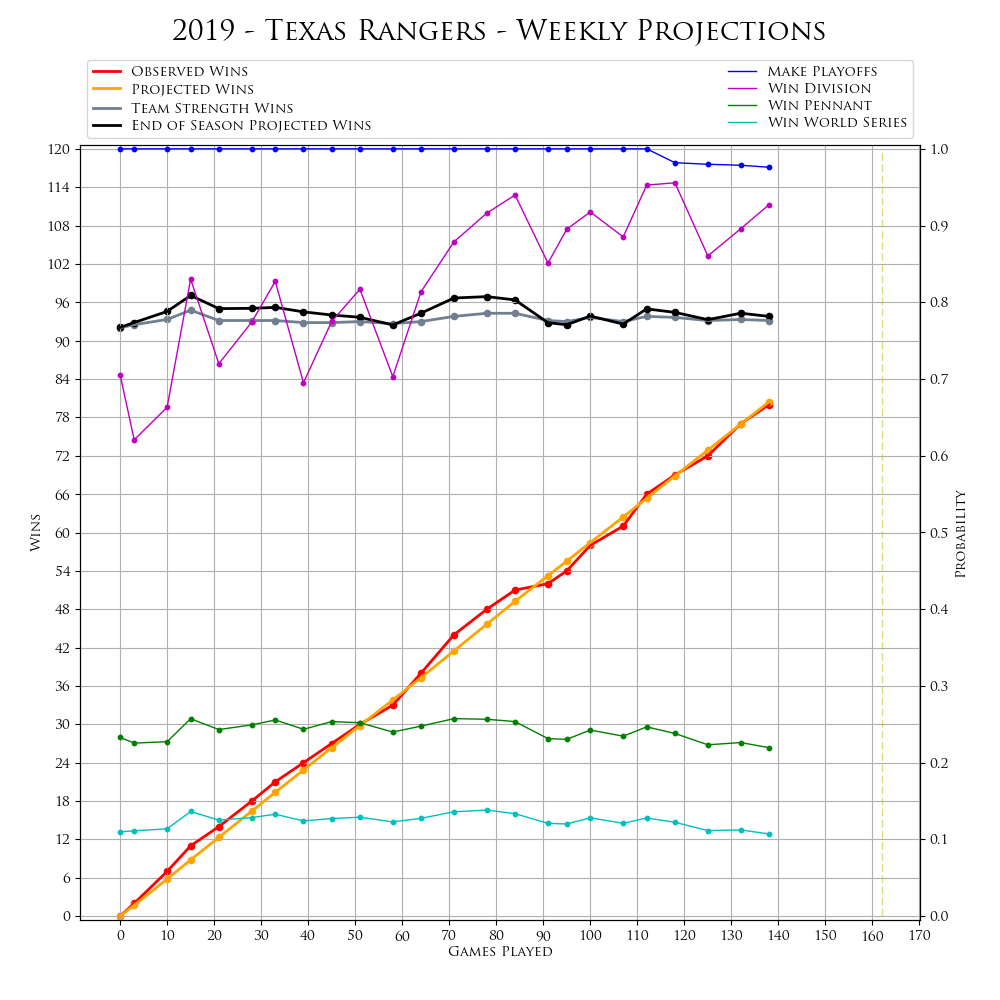 2019 - Texas Rangers - Weekly Projections
Observed Wins
Projected Wins
Team Strength Wins
End of Season Projected Wins
Make Playoffs
Win Division
Win Pennant
Win World Series
120
114
108
102
96
90
84
78
72
66
60
54
48
42
36
30
24
18
12
6
0
Wins
1.0
0.9
0.8
0.7
0.6
0.5
0.4
0.3
0.2
0.1
0.0
Probability
0 10 20 30 40 50 60 70 80 90 100 110 120 130 140 150 160 170
Games Played